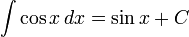 ∫ cos x dx = sin x + C